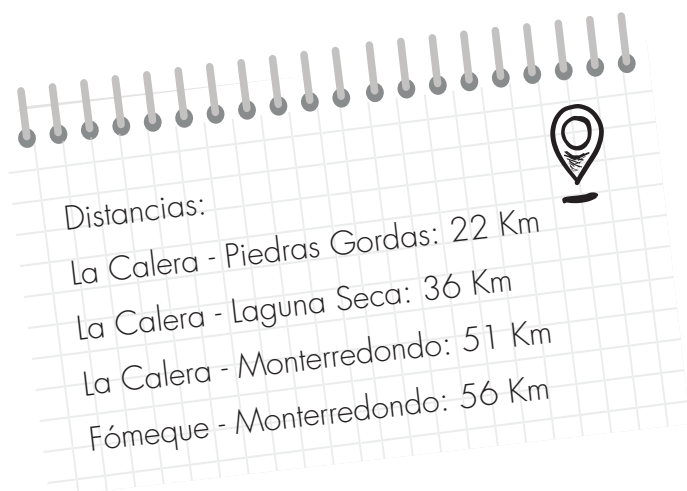 Distancias:
La Calera - Piedras Gordas: 22 Km
La Calera - Laguna Seca: 36 Km
La Calera - Monterredondo: 51 Km
Fómeque - Monterredondo: 56 Km